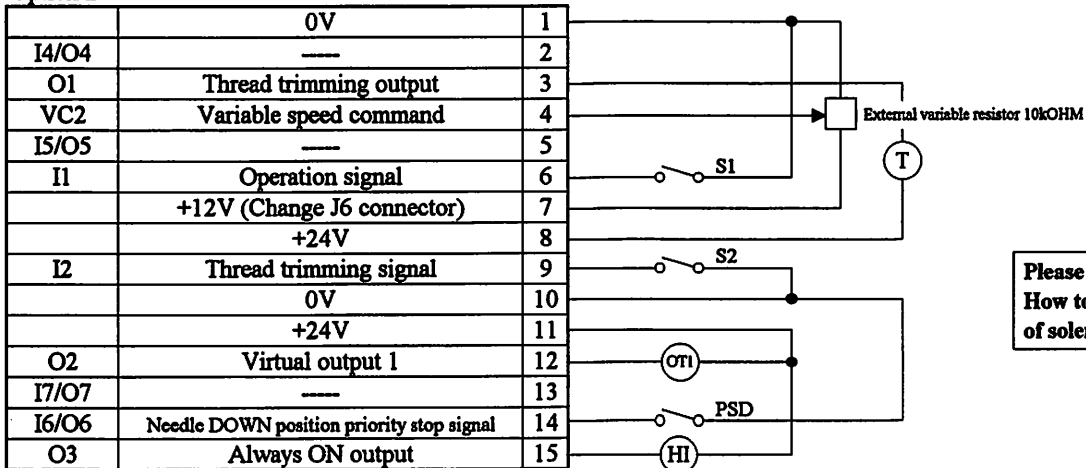 0V 1
I4/O4 ----- 2
O1 Thread trimming output 3
VC2 Variable speed command 4
I5/O5 ----- 5
I1 Operation signal 6
+12V (Change J6 connector) 7
+24V 8
I2 Thread trimming signal 9
0V 10
+24V 11
O2 Virtual output 1 12
I7/O7 ----- 13
I6/O6 Needle DOWN position priority stop signal 14
O3 Always ON output 15
External variable resistor 10kOHM
T
S1
S2
OT1
PSD
HI
Please
How to
of solen